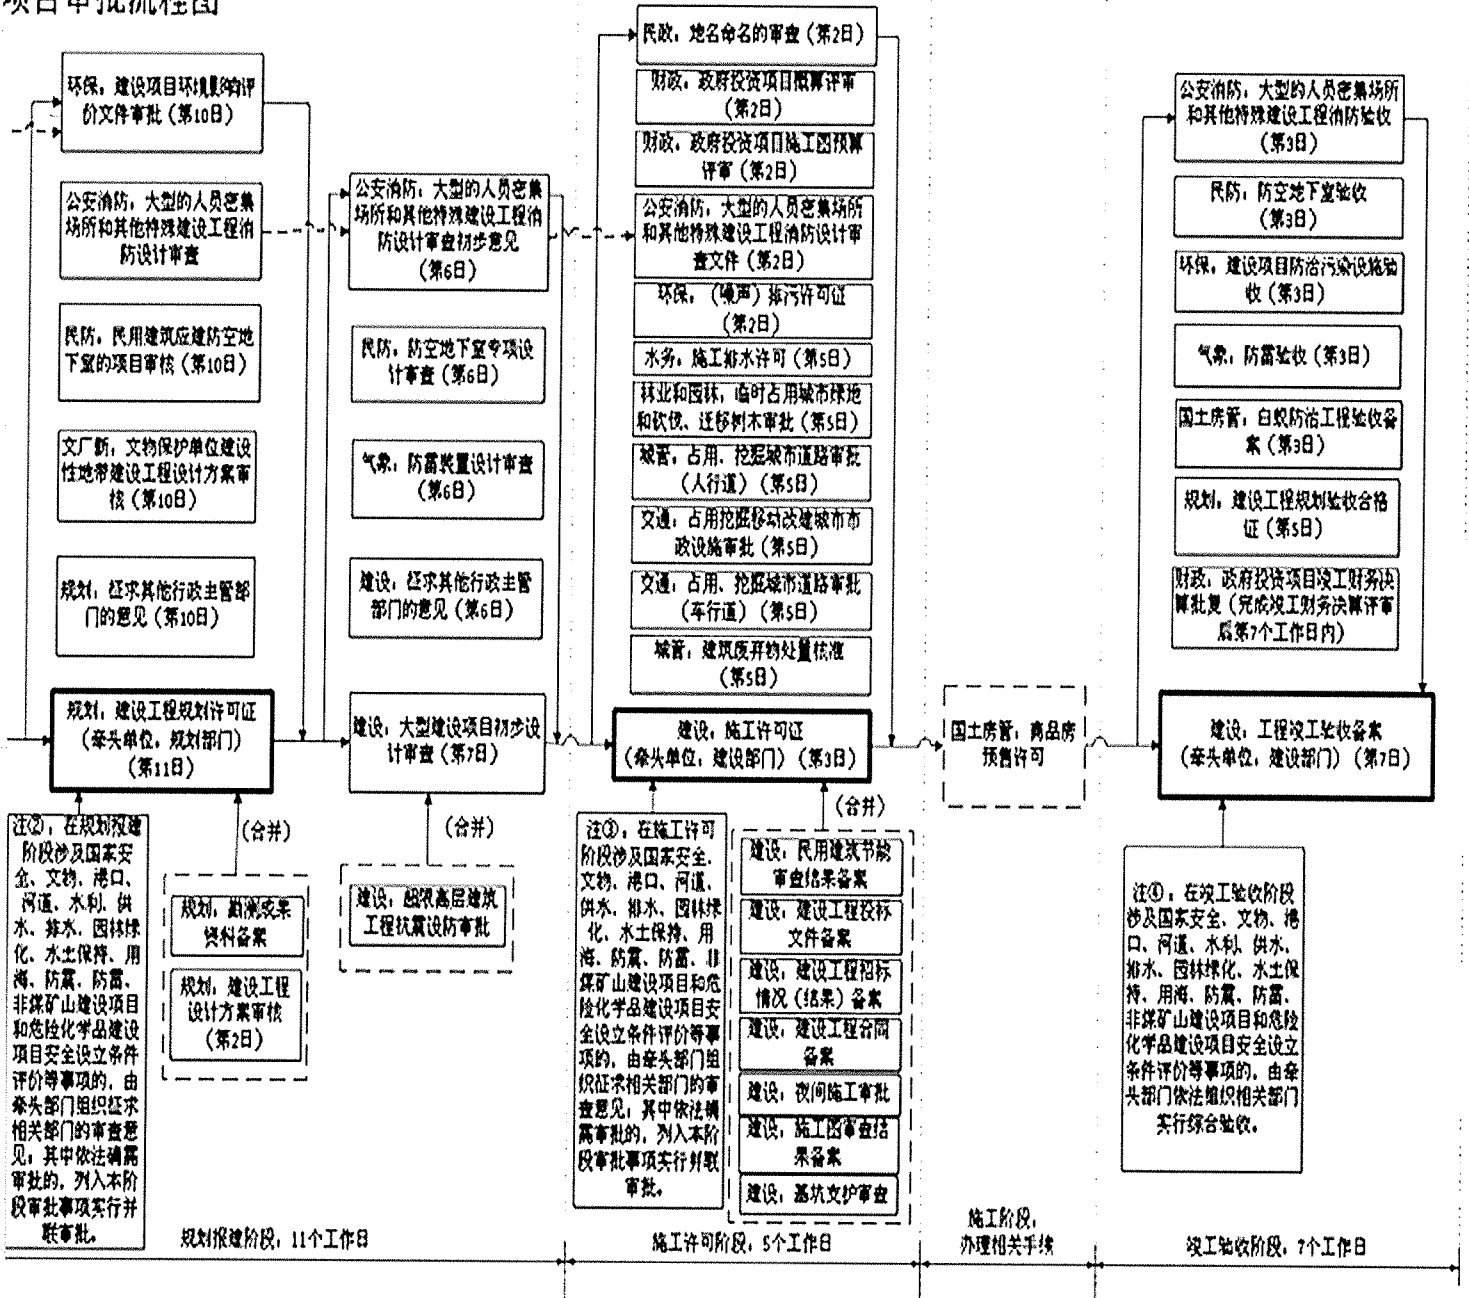 项目审批流程图
环保：建设项目环境影响评
价文件审批（第10日）
公安消防：大型的人员密集
场所和其他特殊建设工程消
防设计审查
民防：民用建筑应建防空地
下室的项目审核（第10日）
文广新：文物保护单位建设
性地带建设工程设计方案审
核（第10日）
规划：征求其他行政主管部
门的意见（第10日）
规划：建设工程规划许可证
（牵头单位：规划部门）
（第11日）
注②：在规划报建
阶段涉及国家安
全、文物、港口、
河道、水利、供
水、排水、园林绿
化、水土保持、用
海、防震、防雷、
非煤矿山建设项目
和危险化学品建设
项目安全设立条件
评价等事项的，由
牵头部门组织征求
相关部门的审查意
见；其中依法确需
审批的，列入本阶
段审批事项实行并
联审批。
（合并）
规划：勘测成果
资料备案
规划：建设工程
设计方案审核
（第2日）
规划报建阶段：11个工作日
公安消防：大型的人员密集
场所和其他特殊建设工程消
防设计审查初步意见
（第6日）
民防：防空地下室专项设
计审查（第6日）
气象：防雷装置设计审查
（第6日）
建设：征求其他行政主管
部门的意见（第6日）
建设：大型建设项目初步设
计审查（第7日）
（合并）
建设：超限高层建筑
工程抗震设防审批
民政：地名命名的审查（第2日）
财政：政府投资项目概算评审
（第2日）
财政：政府投资项目施工图预算
评审（第2日）
公安消防：大型的人员密集场所
和其他特殊建设工程消防设计审
查文件（第2日）
环保：（噪声）排污许可证
（第2日）
水务：施工排水许可（第5日）
林业和园林：临时占用城市绿地
和砍伐、迁移树木审批（第5日）
城管：占用、挖掘城市道路审批
（人行道）（第5日）
交通：占用挖掘移动改建城市市
政设施审批（第5日）
交通：占用、挖掘城市道路审批
（车行道）（第5日）
城管：建筑废弃物处置核准
（第5日）
建设：施工许可证
（牵头单位：建设部门）（第3日）
注③：在施工许可
阶段涉及国家安全、
文物、港口、河道、
供水、排水、园林绿
化、水土保持、用
海、防震、防雷、非
煤矿山建设项目和危
险化学品建设项目安
全设立条件评价等事
项的，由牵头部门组
织征求相关部门的审
查意见；其中依法确
需审批的，列入本阶
段审批事项实行并联
审批。
（合并）
建设：民用建筑节能
审查结果备案
建设：建设工程投标
文件备案
建设：建设工程招标
情况（结果）备案
建设：建设工程合同
备案
建设：夜间施工审批
建设：施工图审查结
果备案
建设：基坑支护审查
施工许可阶段：5个工作日
国土房管：商品房
预售许可
施工阶段：
办理相关手续
公安消防：大型的人员密集场所
和其他特殊建设工程消防验收
（第3日）
民防：防空地下室验收
（第3日）
环保：建设项目防治污染设施验
收（第3日）
气象：防雷验收（第3日）
国土房管：白蚁防治工程验收备
案（第3日）
规划：建设工程规划验收合格
证（第5日）
财政：政府投资项目竣工财务决
算批复（完成竣工财务决算评审
后第7个工作日内）
建设：工程竣工验收备案
（牵头单位：建设部门）（第7日）
注④：在竣工验收阶段
涉及国家安全、文物、港
口、河道、水利、供水、
排水、园林绿化、水土保
持、用海、防震、防雷、
非煤矿山建设项目和危险
化学品建设项目安全设立
条件评价等事项的，由牵
头部门依法组织相关部门
实行综合验收。
竣工验收阶段：7个工作日